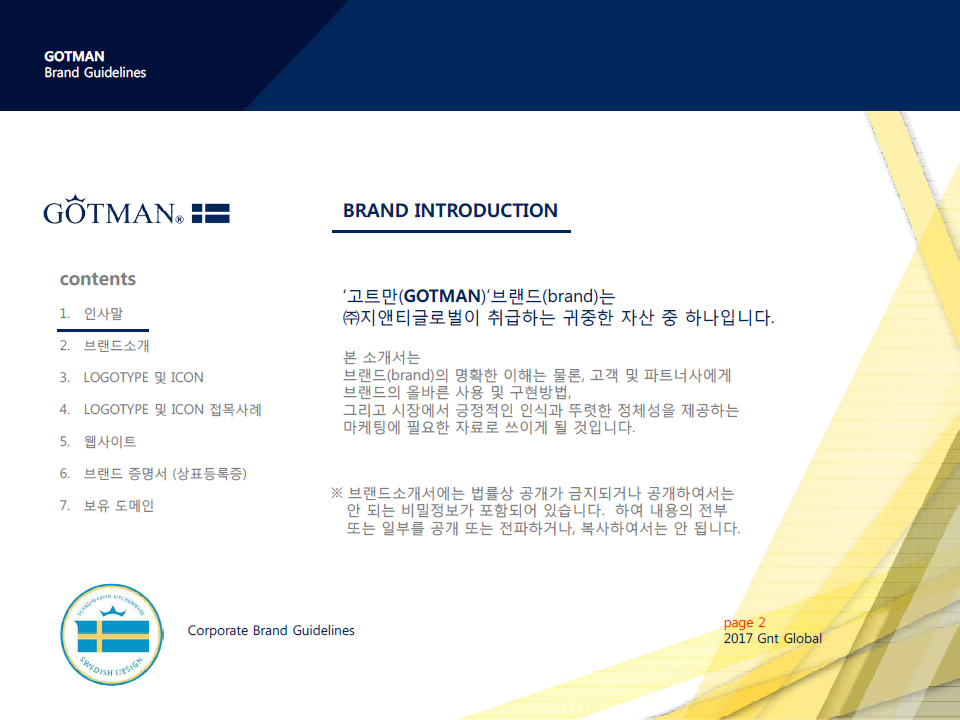 GOTMAN
Brand Guidelines
GÔTMAN®
BRAND INTRODUCTION
contents
1. 인사말
2. 브랜드소개
3. LOGOTYPE 및 ICON
4. LOGOTYPE 및 ICON 접목사례
5. 웹사이트
6. 브랜드 증명서 (상표등록증)
7. 보유 도메인
‘고트만(GOTMAN)’브랜드(brand)는
㈜지앤티글로벌이 취급하는 귀중한 자산 중 하나입니다.
본 소개서는
브랜드(brand)의 명확한 이해는 물론, 고객 및 파트너사에게
브랜드의 올바른 사용 및 구현방법,
그리고 시장에서 긍정적인 인식과 뚜렷한 정체성을 제공하는
마케팅에 필요한 자료로 쓰이게 될 것입니다.
※ 브랜드소개서에는 법률상 공개가 금지되거나 공개하여서는
안 되는 비밀정보가 포함되어 있습니다. 하여 내용의 전부
또는 일부를 공개 또는 전파하거나, 복사하여서는 안 됩니다.
SCANDINAVIAN KITCHENWARE
SWEDISH DESIGN
Corporate Brand Guidelines
page 2
2017 Gnt Global